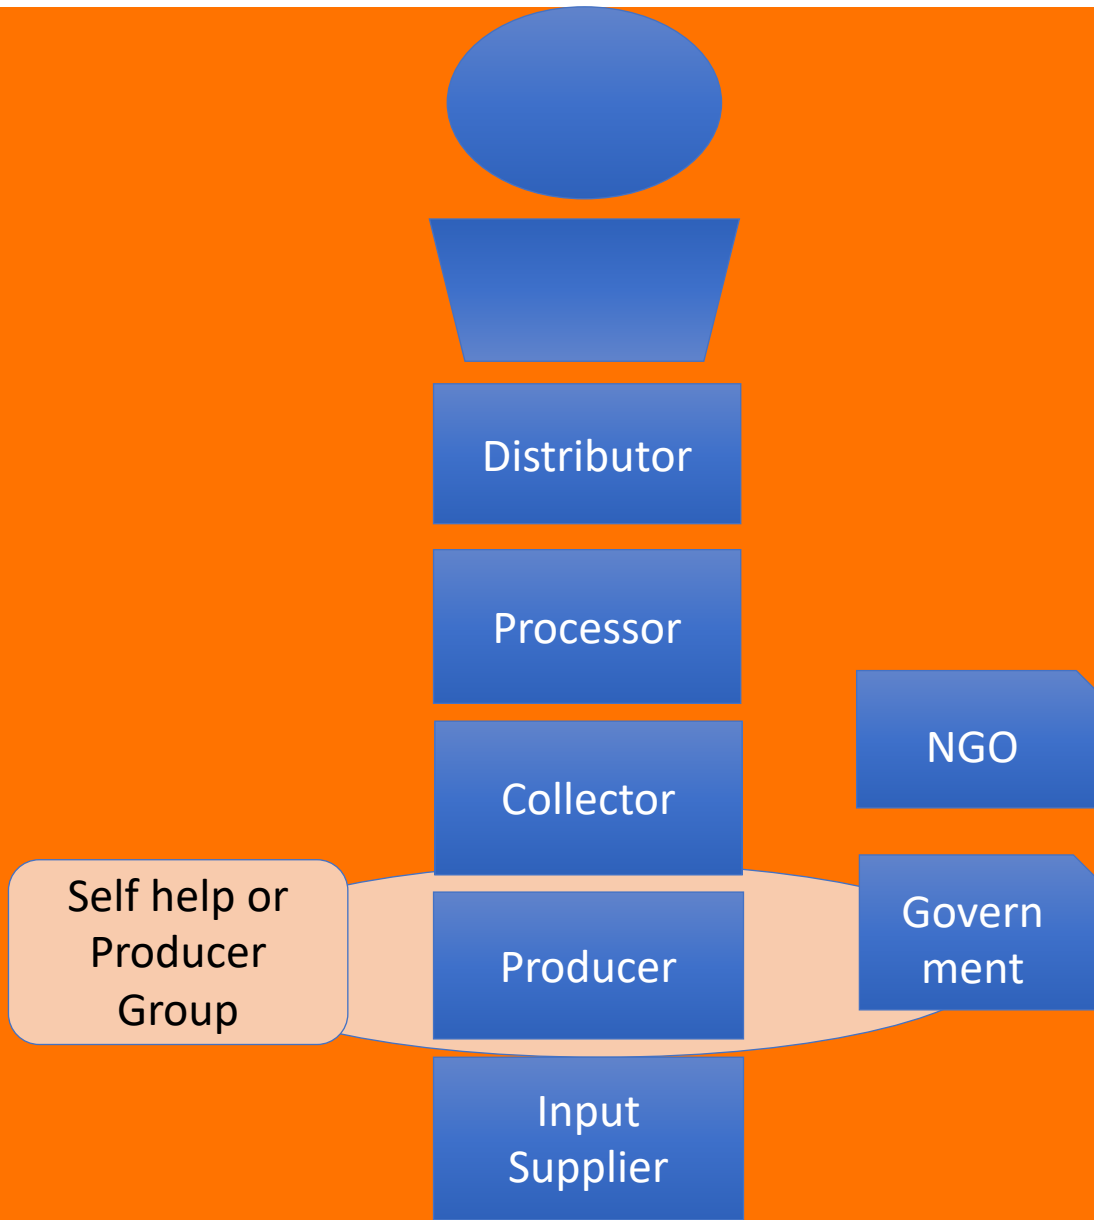 Distributor
Processor
NGO
Collector
Self help or
Producer
Group
Producer
Govern
ment
Input
Supplier